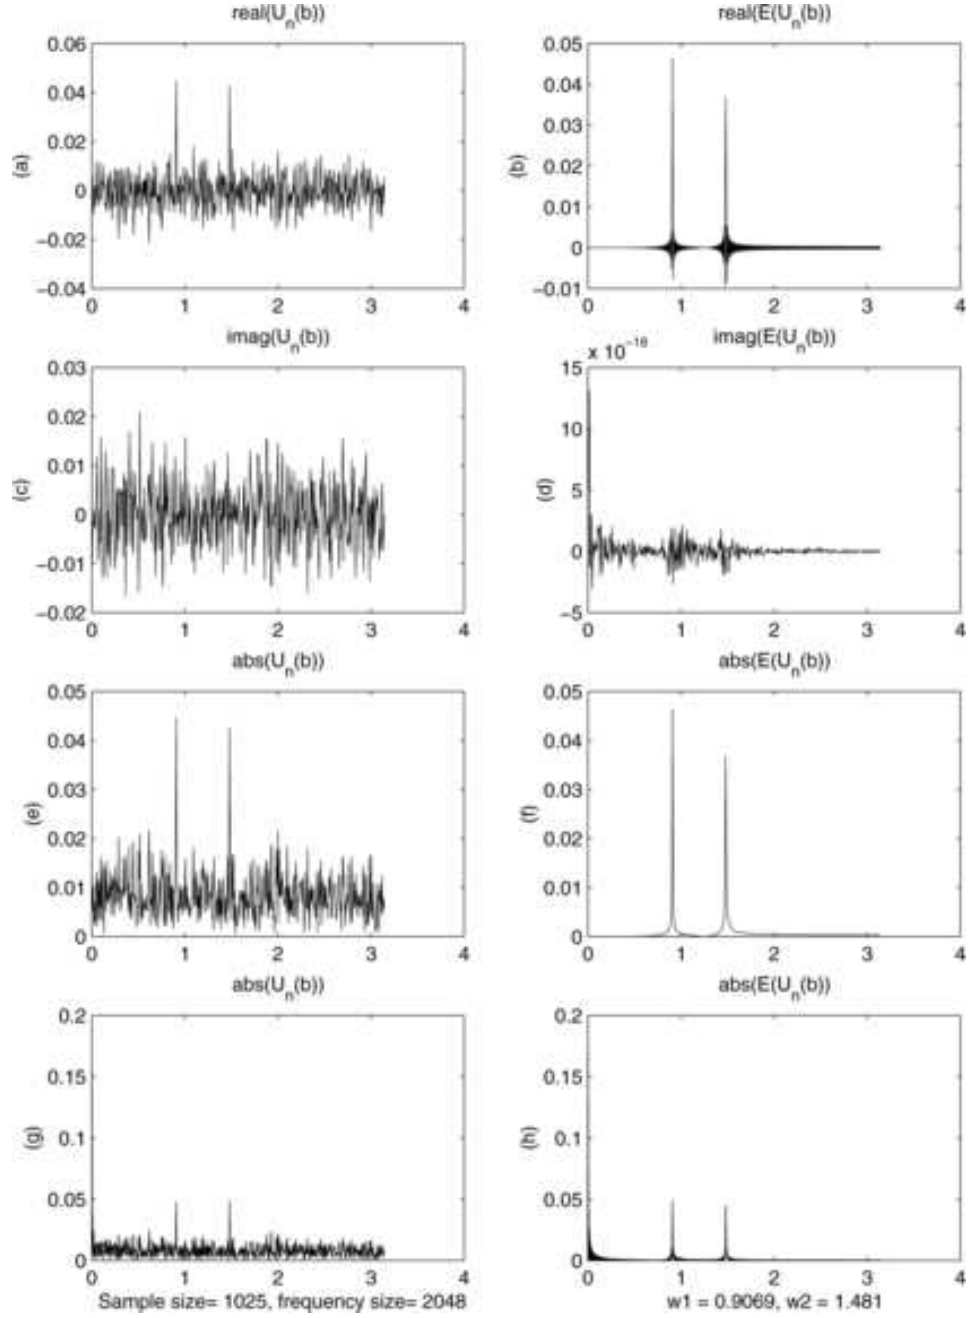 real(U_n(b))
real(E(U_n(b))
0.06
0.04
0.02
0
−0.02
−0.04
(a)
0 1 2 3 4
0.05
0.04
0.03
0.02
0.01
0
−0.01
(b)
0 1 2 3 4
imag(U_n(b))
imag(E(U_n(b))
0.03
0.02
0.01
0
−0.01
−0.02
(c)
0 1 2 3 4
x 10^−18
15
10
5
0
−5
(d)
0 1 2 3 4
abs(U_n(b))
abs(E(U_n(b))
0.05
0.04
0.03
0.02
0.01
0
(e)
0 1 2 3 4
0.05
0.04
0.03
0.02
0.01
0
(f)
0 1 2 3 4
abs(U_n(b))
abs(E(U_n(b))
0.2
0.15
0.1
0.05
0
(g)
0 1 2 3 4
0.2
0.15
0.1
0.05
0
(h)
0 1 2 3 4
Sample size= 1025, frequency size= 2048
w1 = 0.9069, w2 = 1.481